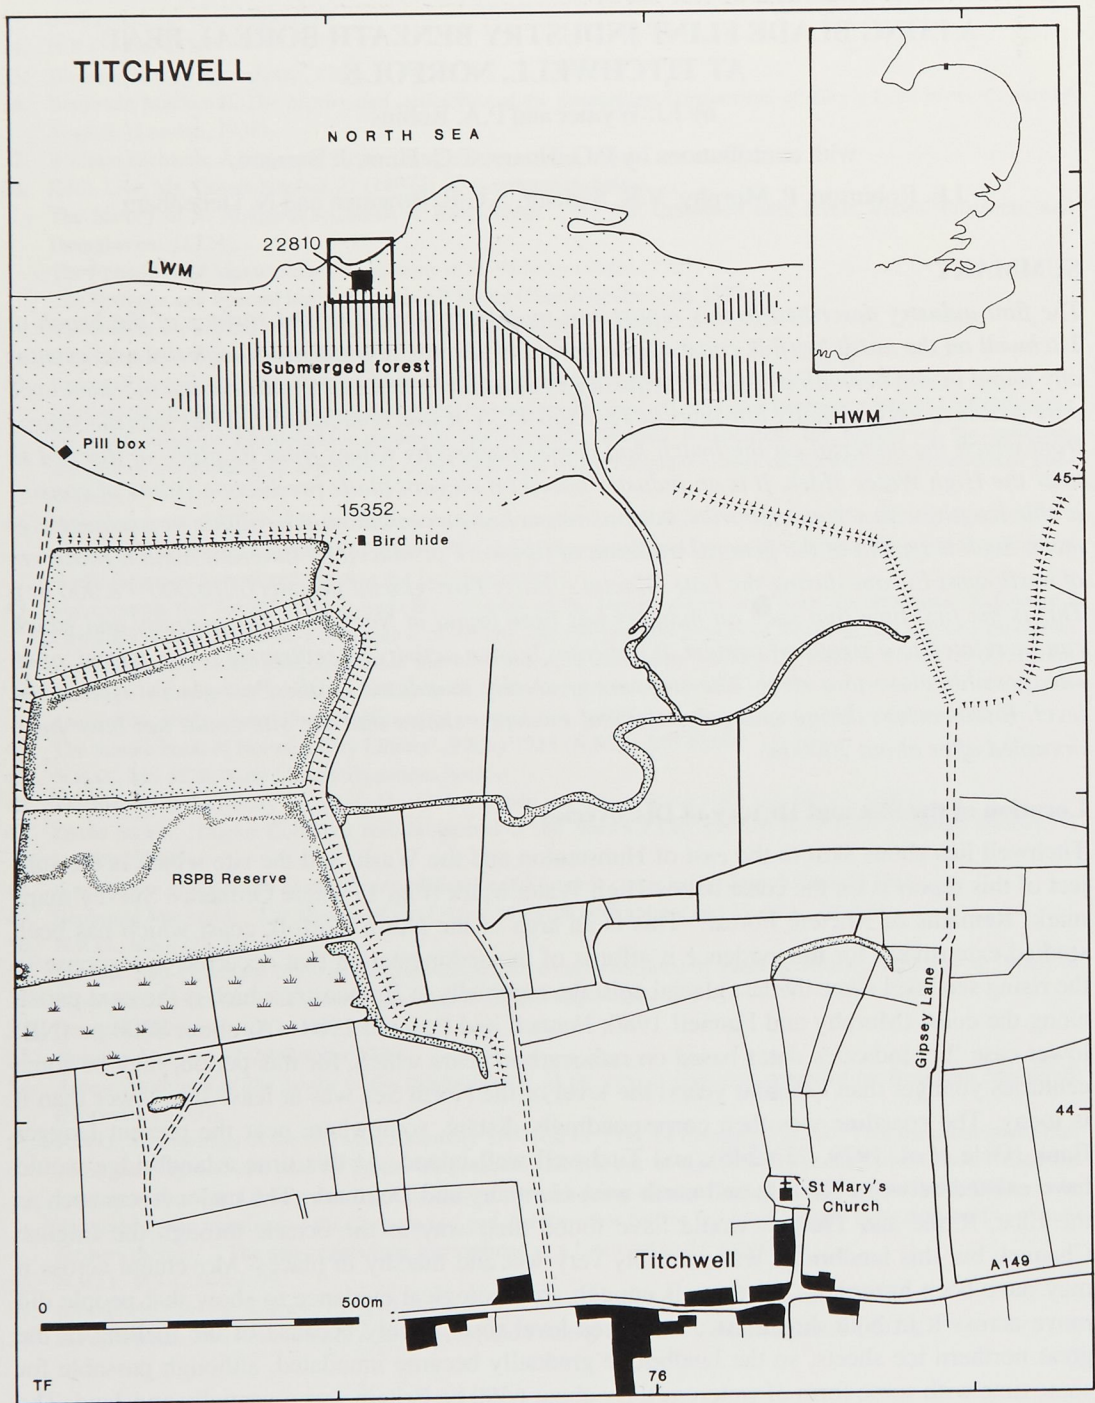 TITCHWELL
NORTH SEA
22810
LWM
Submerged forest
HWM
Pill box
45
15352
Bird hide
RSPB Reserve
Gipsey Lane
44
St Mary's
Church
Titchwell
A149
0
500m
TF
76